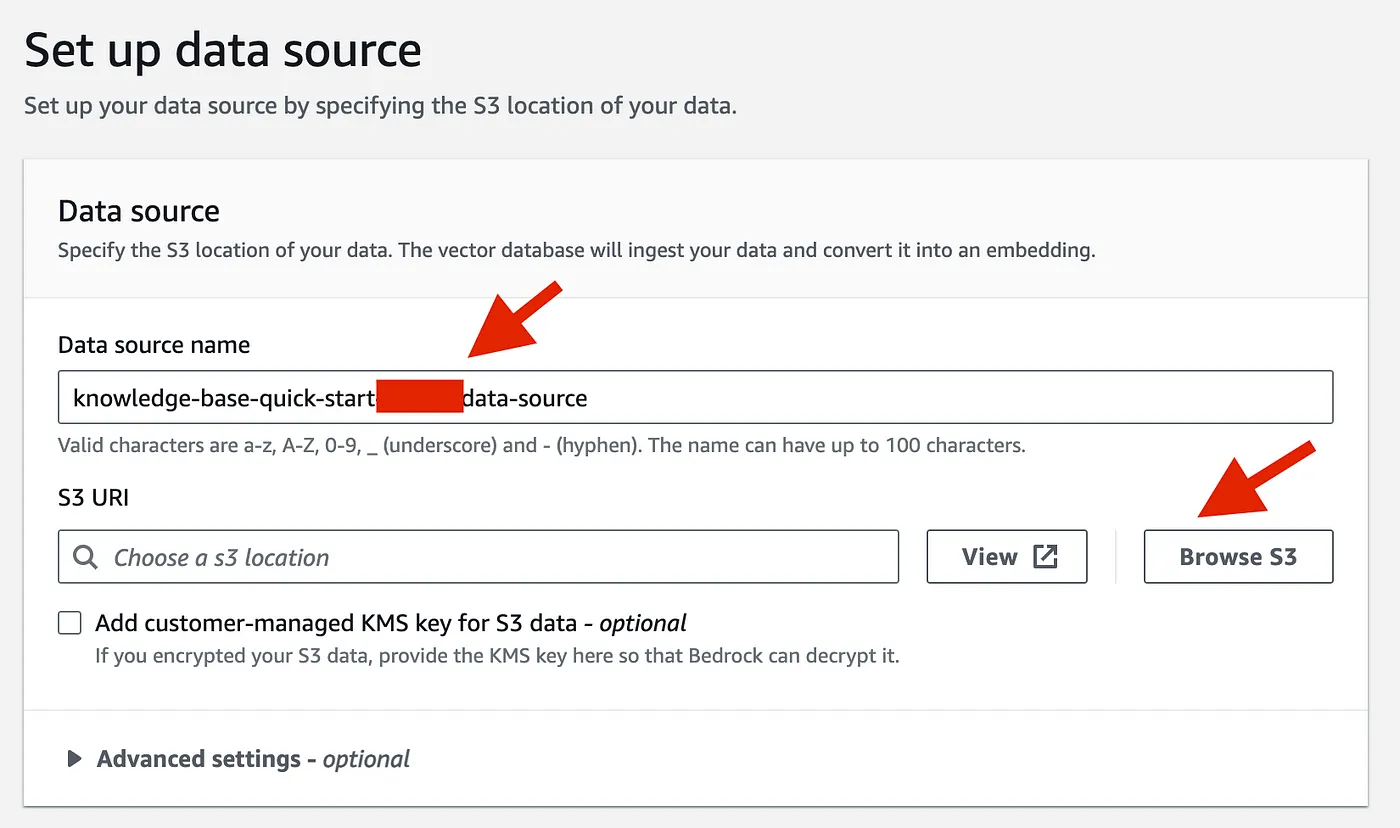 Set up data source
Set up your data source by specifying the S3 location of your data.
Data source
Specify the S3 location of your data. The vector database will ingest your data and convert it into an embedding.
Data source name
knowledge-base-quick-start data-source
Valid characters are a-z, A-Z, 0-9, _ (underscore) and - (hyphen). The name can have up to 100 characters.
S3 URI
Choose a s3 location
View
Browse S3
Add customer-managed KMS key for S3 data - optional
If you encrypted your S3 data, provide the KMS key here so that Bedrock can decrypt it.
Advanced settings - optional